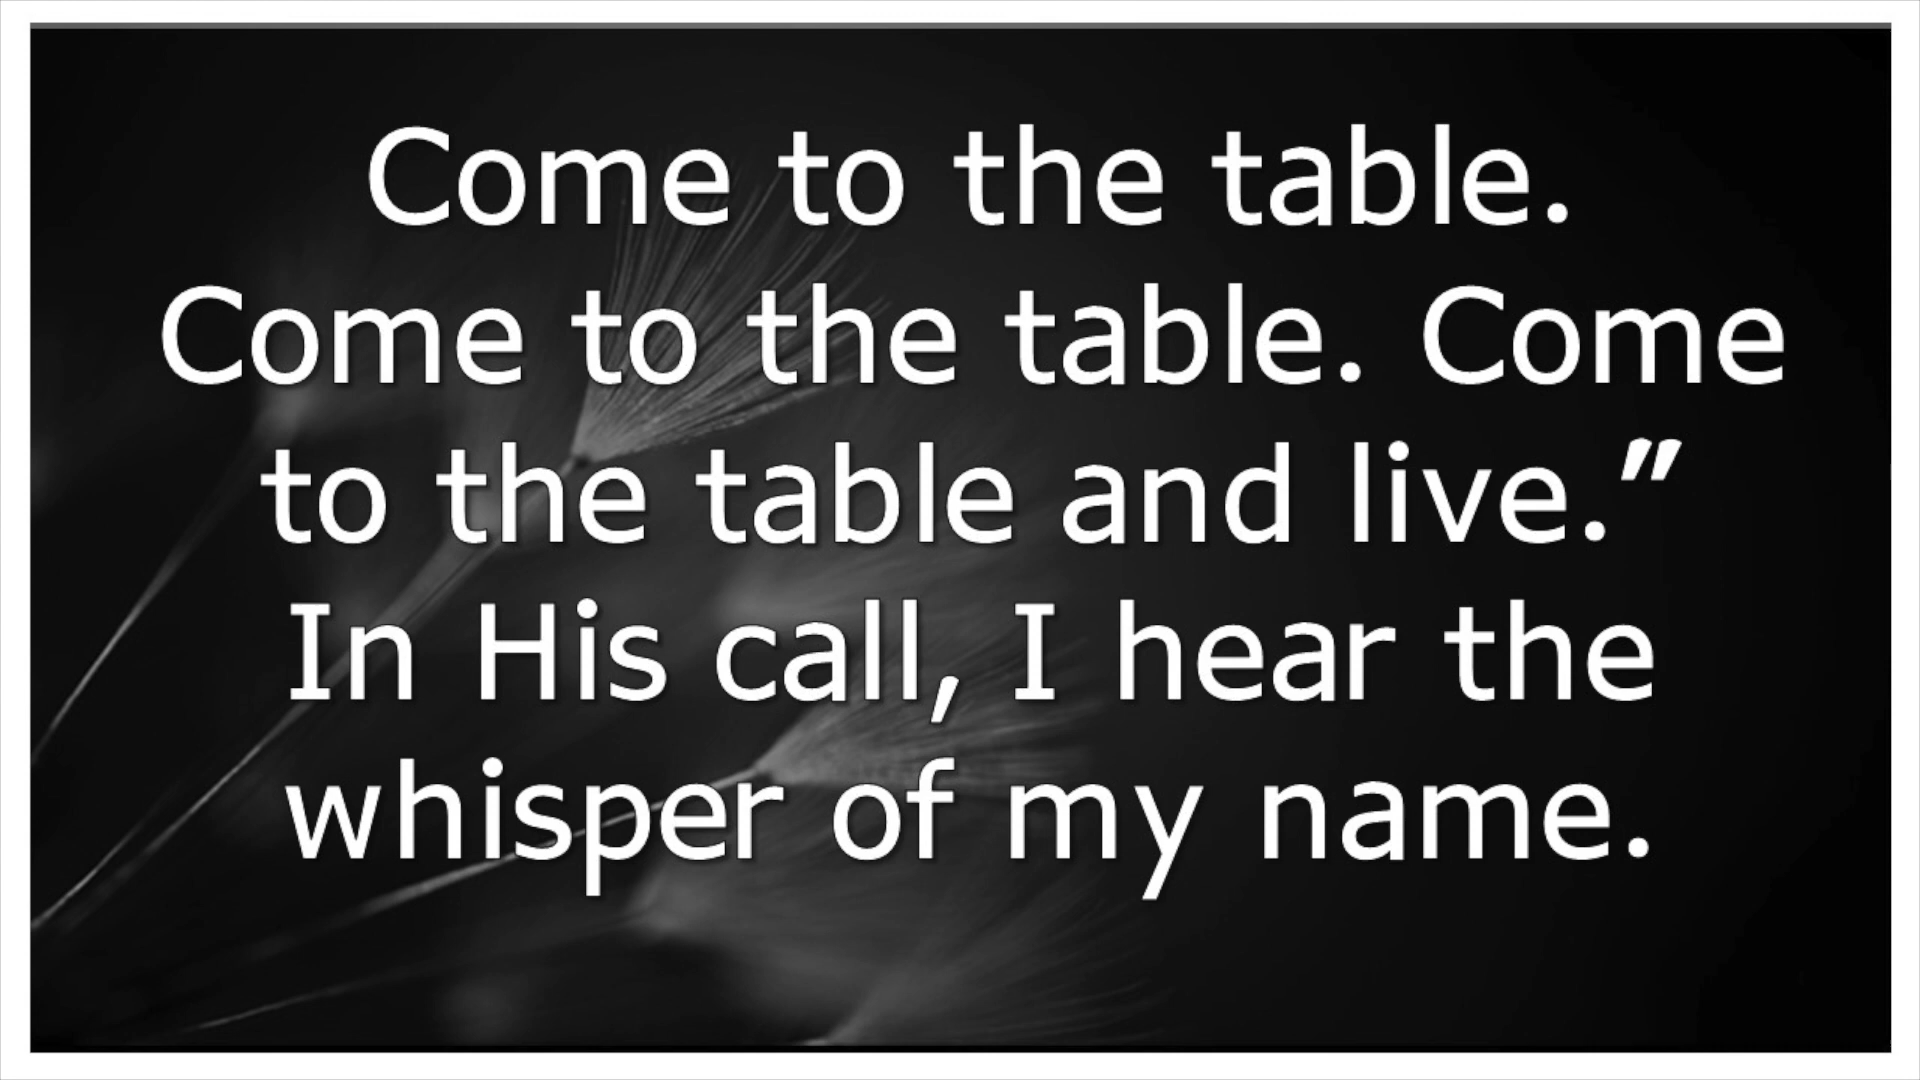 Come to the table.
Come to the table. Come
to the table and live.”
In His call, I hear the
whisper of my name.